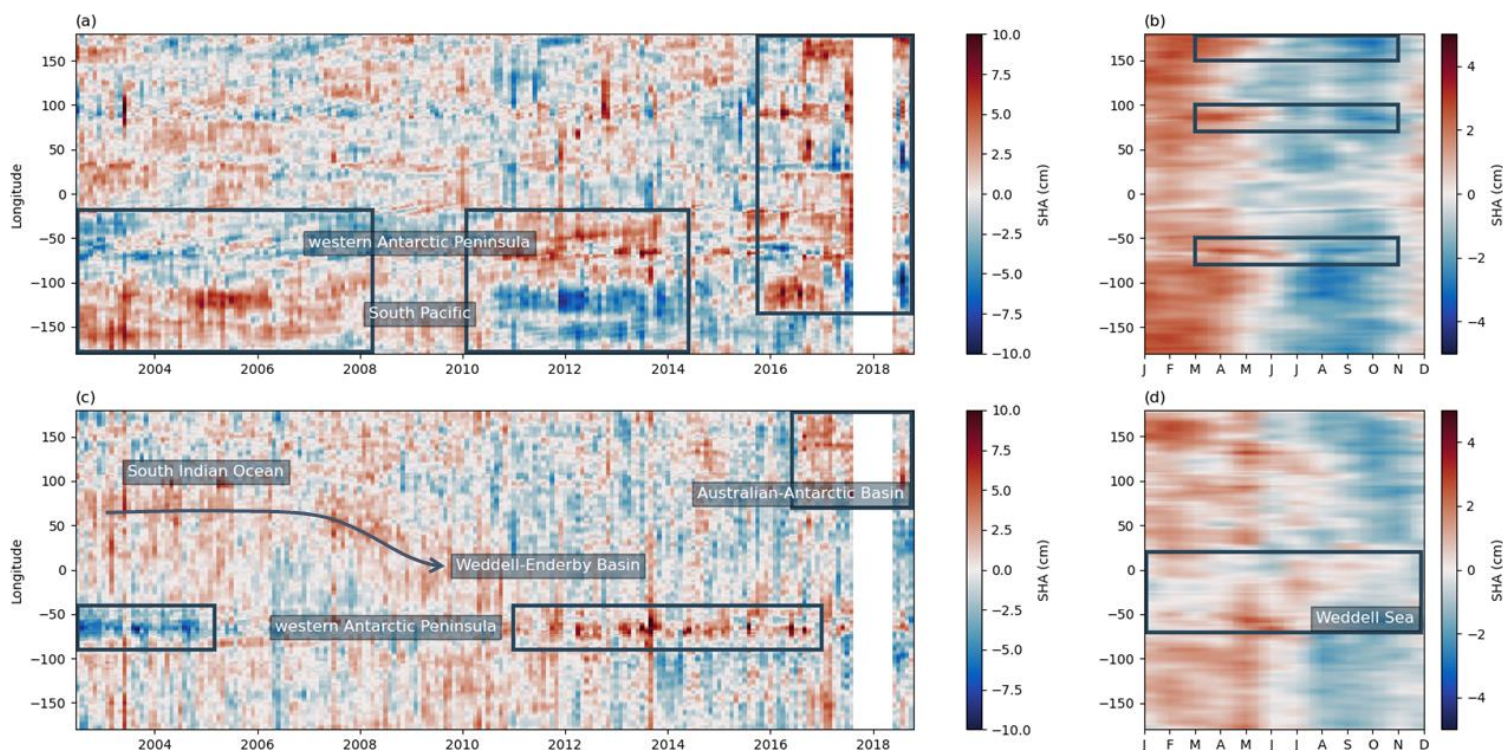 (a)
150
100
50
0
−50
−100
−150
Longitude
western Antarctic Peninsula
South Pacific
2004 2006 2008 2010 2012 2014 2016 2018
10.0
7.5
5.0
2.5
0.0
−2.5
−5.0
−7.5
−10.0
SHA (cm)
(b)
150
100
50
0
−50
−100
−150
J F M A M J J A S O N D
4
2
0
−2
−4
SHA (cm)
(c)
150
100
50
0
−50
−100
−150
Longitude
South Indian Ocean
Australian-Antarctic Basin
Weddell-Enderby Basin
western Antarctic Peninsula
2004 2006 2008 2010 2012 2014 2016 2018
10.0
7.5
5.0
2.5
0.0
−2.5
−5.0
−7.5
−10.0
SHA (cm)
(d)
150
100
50
0
−50
−100
−150
Weddell Sea
J F M A M J J A S O N D
4
2
0
−2
−4
SHA (cm)